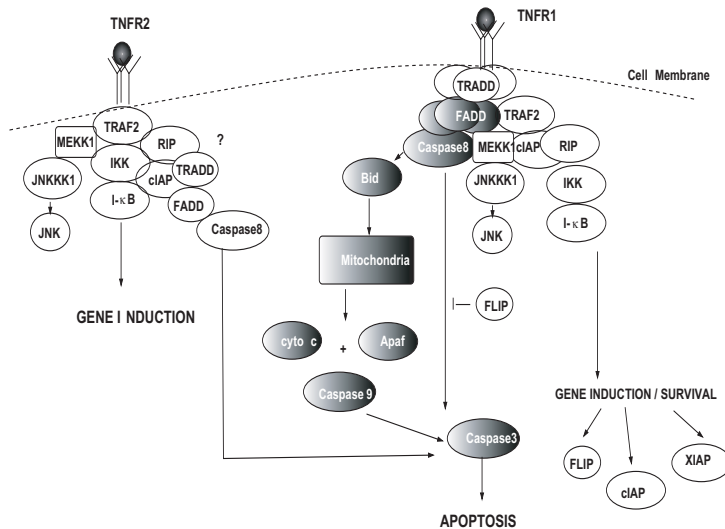 TNFR2
TNFR1
Cell Membrane
TRADD
TRAF2
FADD
TRAF2
MEKK1
RIP
?
Caspase8
MEKK1
cIAP
RIP
IKK
cIAP
TRADD
JNKKK1
Bid
JNKKK1
IKK
I-κB
FADD
JNK
Caspase8
JNK
I-κB
Mitochondria
GENE I NDUCTION
FLIP
cyto c
+
Apaf
Caspase 9
GENE INDUCTION / SURVIVAL
Caspase3
FLIP
cIAP
XIAP
APOPTOSIS